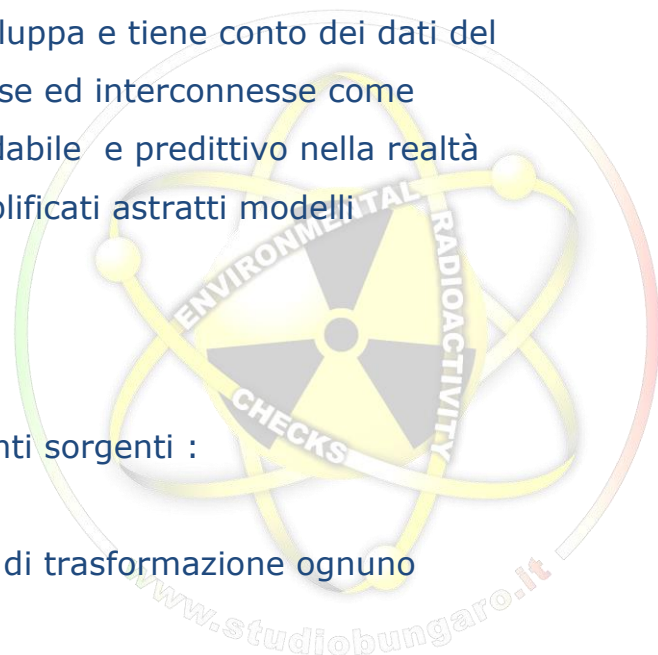 luppa e tiene conto dei dati del
se ed interconnesse come
labile e predittivo nella realtà
plificati astratti modelli
ENVIRONMENTAL
RADIOACTIVITY
CHECKS
nti sorgenti :
di trasformazione ognuno
www.studiobungaro.it